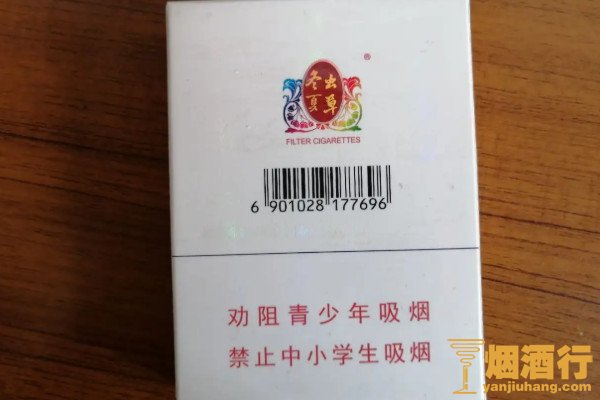 冬虫
夏草
®
FILTER CIGARETTES
6 901028 177696
劝阻青少年吸烟
禁止中小学生吸烟
烟酒行
yanjiuhang.com